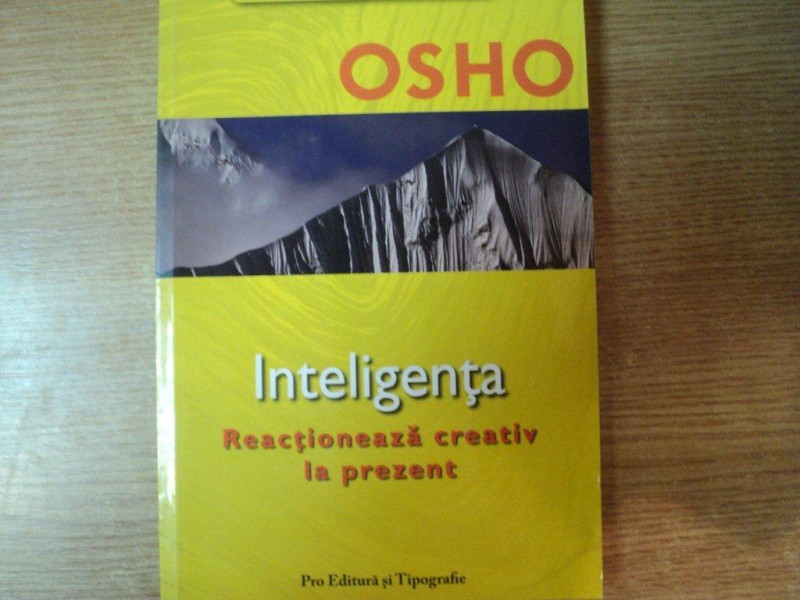 OSHO
Inteligența
Reacționează creativ
la prezent
Pro Editură și Tipografie